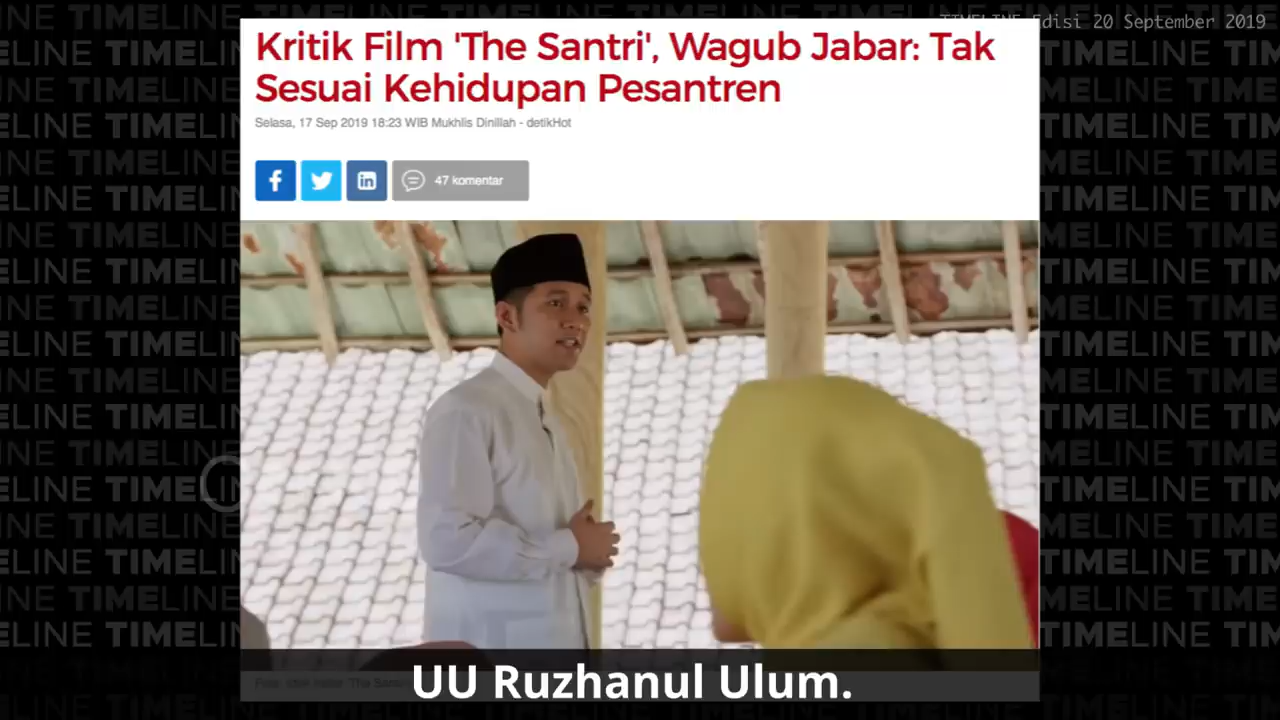 TIMELINE Edisi 20 September 2019
Kritik Film 'The Santri', Wagub Jabar: Tak
Sesuai Kehidupan Pesantren
Selasa, 17 Sep 2019 18:23 WIB Mukhlis Dinillah - detikHot
47 komentar
UU Ruzhanul Ulum.